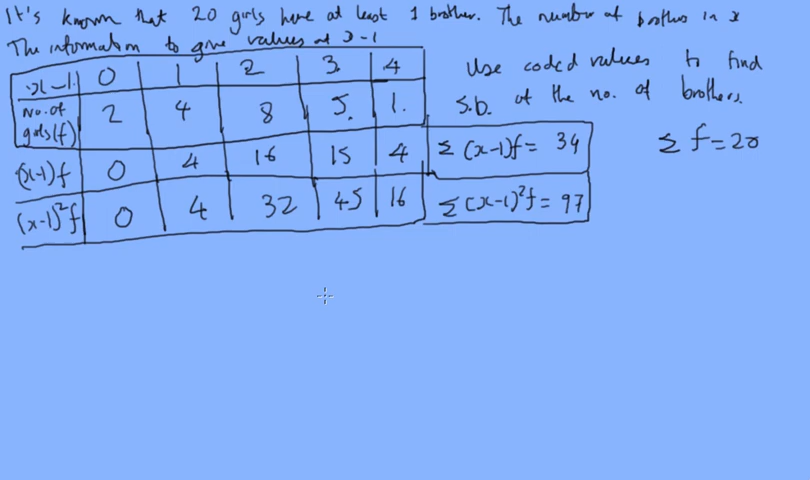 It's known that 20 girls have at least 1 brother. The number of brothers is x
The information to give values at x-1
x-1 0 1 2 3. 4
No. of girls (f) 2 4 8 5. 1.
(x-1)f 0 4 16 15 4
(x-1)²f 0 4 32 45 16
Use coded values to find
S.D. of the no. of brothers.
Σ(x-1)f = 34
Σ(x-1)²f = 97
Σf = 20